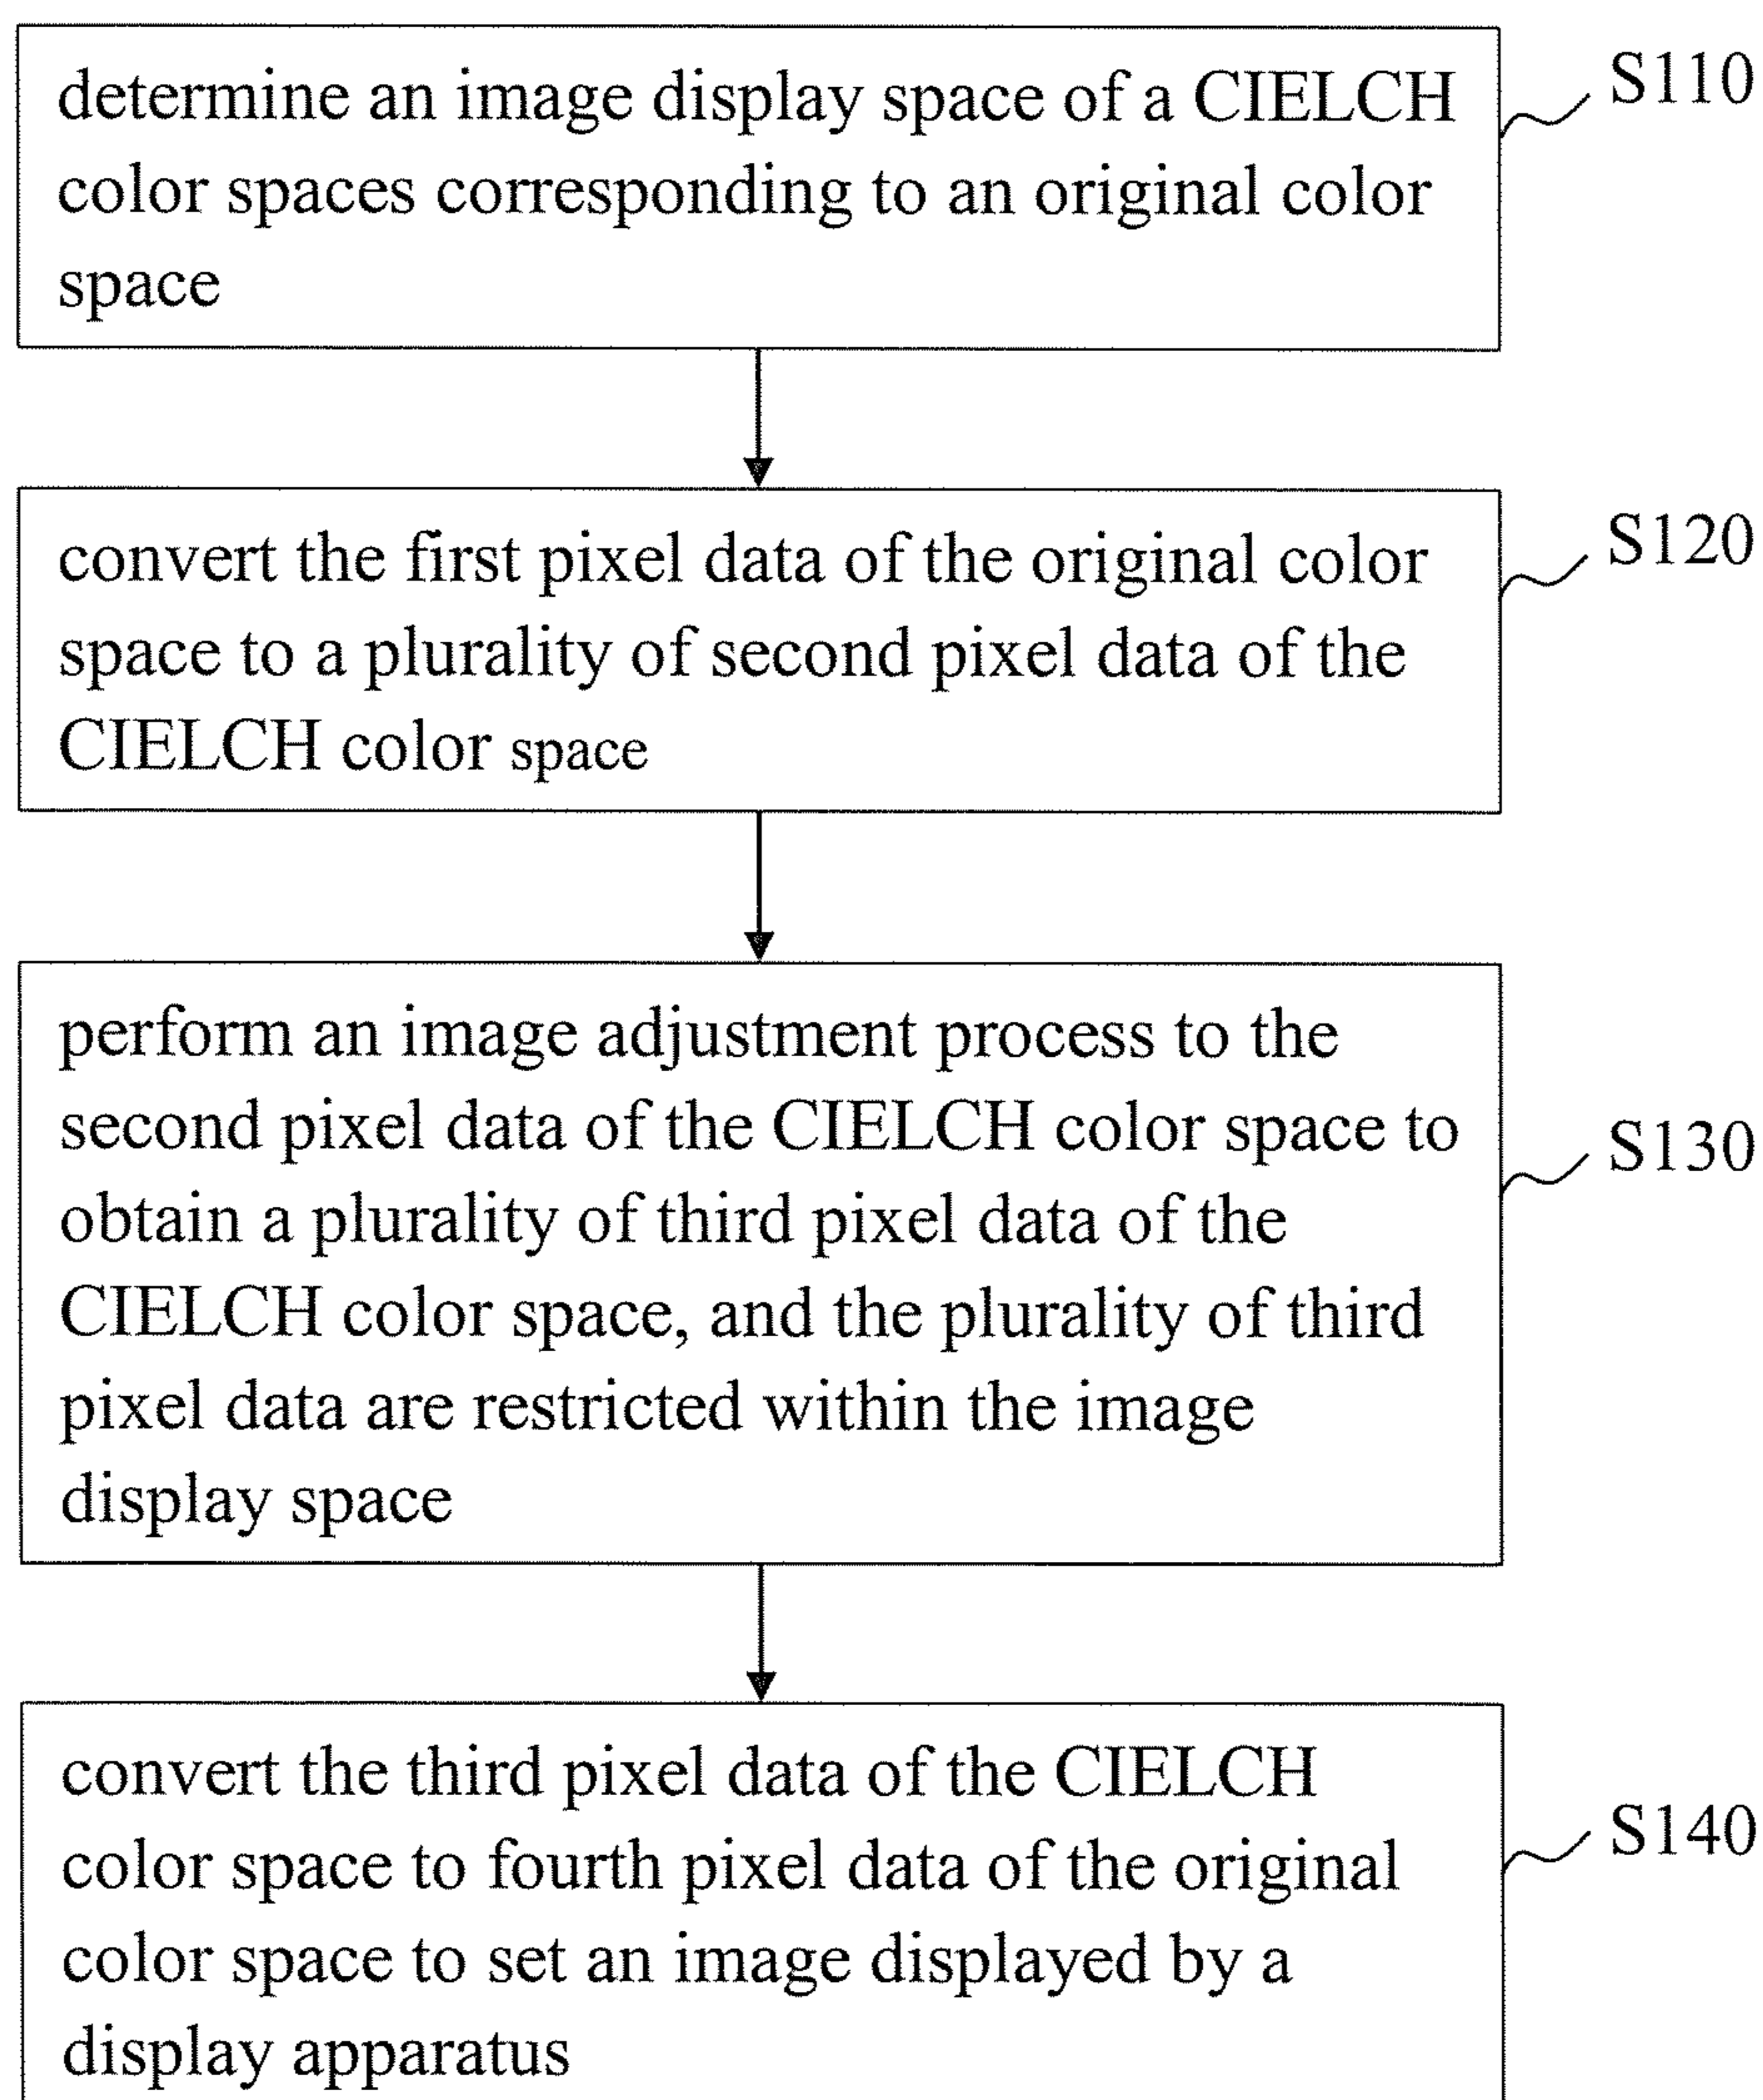 determine an image display space of a CIELCH
color spaces corresponding to an original color
space
S110
convert the first pixel data of the original color
space to a plurality of second pixel data of the
CIELCH color space
S120
perform an image adjustment process to the
second pixel data of the CIELCH color space to
obtain a plurality of third pixel data of the
CIELCH color space, and the plurality of third
pixel data are restricted within the image
display space
S130
convert the third pixel data of the CIELCH
color space to fourth pixel data of the original
color space to set an image displayed by a
display apparatus
S140